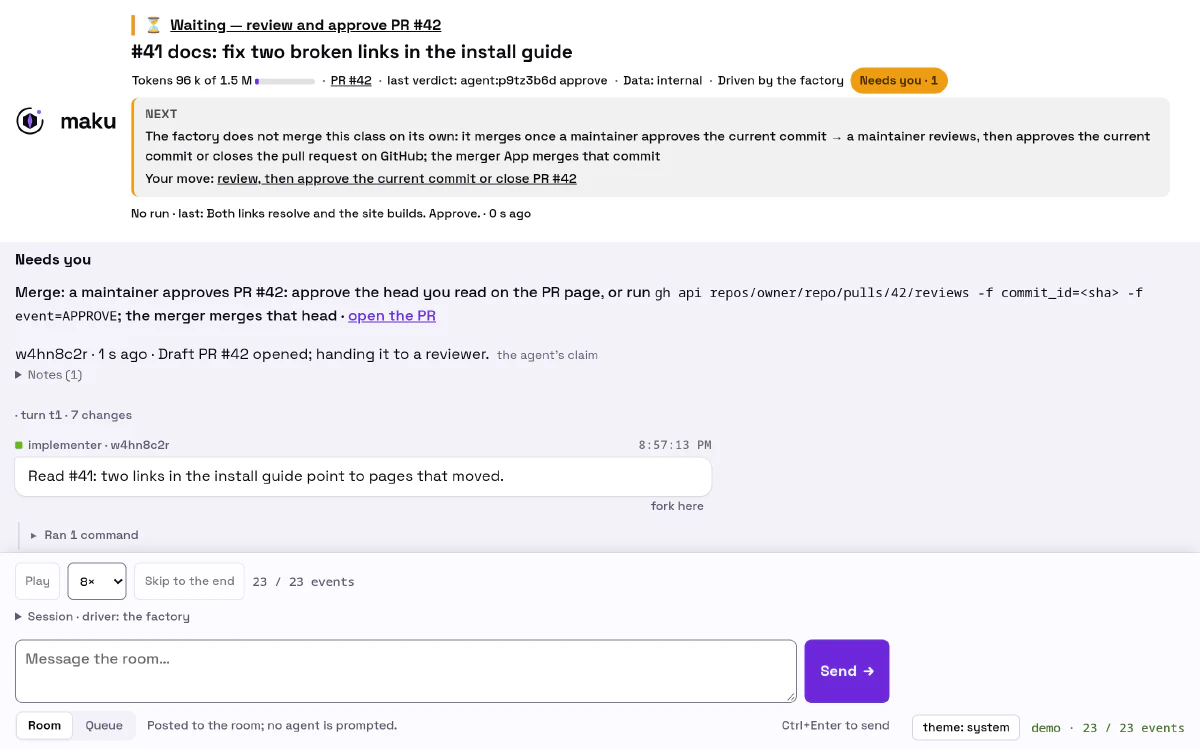 ⏳ Waiting — review and approve PR #42
#41 docs: fix two broken links in the install guide
Tokens 96 k of 1.5 M · PR #42 · last verdict: agent:p9tz3b6d approve · Data: internal · Driven by the factory Needs you · 1
maku
NEXT
The factory does not merge this class on its own: it merges once a maintainer approves the current commit → a maintainer reviews, then approves the current
commit or closes the pull request on GitHub; the merger App merges that commit
Your move: review, then approve the current commit or close PR #42
No run · last: Both links resolve and the site builds. Approve. · 0 s ago
Needs you
Merge: a maintainer approves PR #42: approve the head you read on the PR page, or run gh api repos/owner/repo/pulls/42/reviews -f commit_id=<sha> -f
event=APPROVE; the merger merges that head · open the PR
w4hn8c2r · 1 s ago · Draft PR #42 opened; handing it to a reviewer. the agent's claim
▶ Notes (1)
· turn t1 · 7 changes
implementer · w4hn8c2r 8:57:13 PM
Read #41: two links in the install guide point to pages that moved.
fork here
▸ Ran 1 command
Play 8× Skip to the end 23 / 23 events
▶ Session · driver: the factory
Message the room…
Send →
Room Queue Posted to the room; no agent is prompted. Ctrl+Enter to send theme: system demo · 23 / 23 events